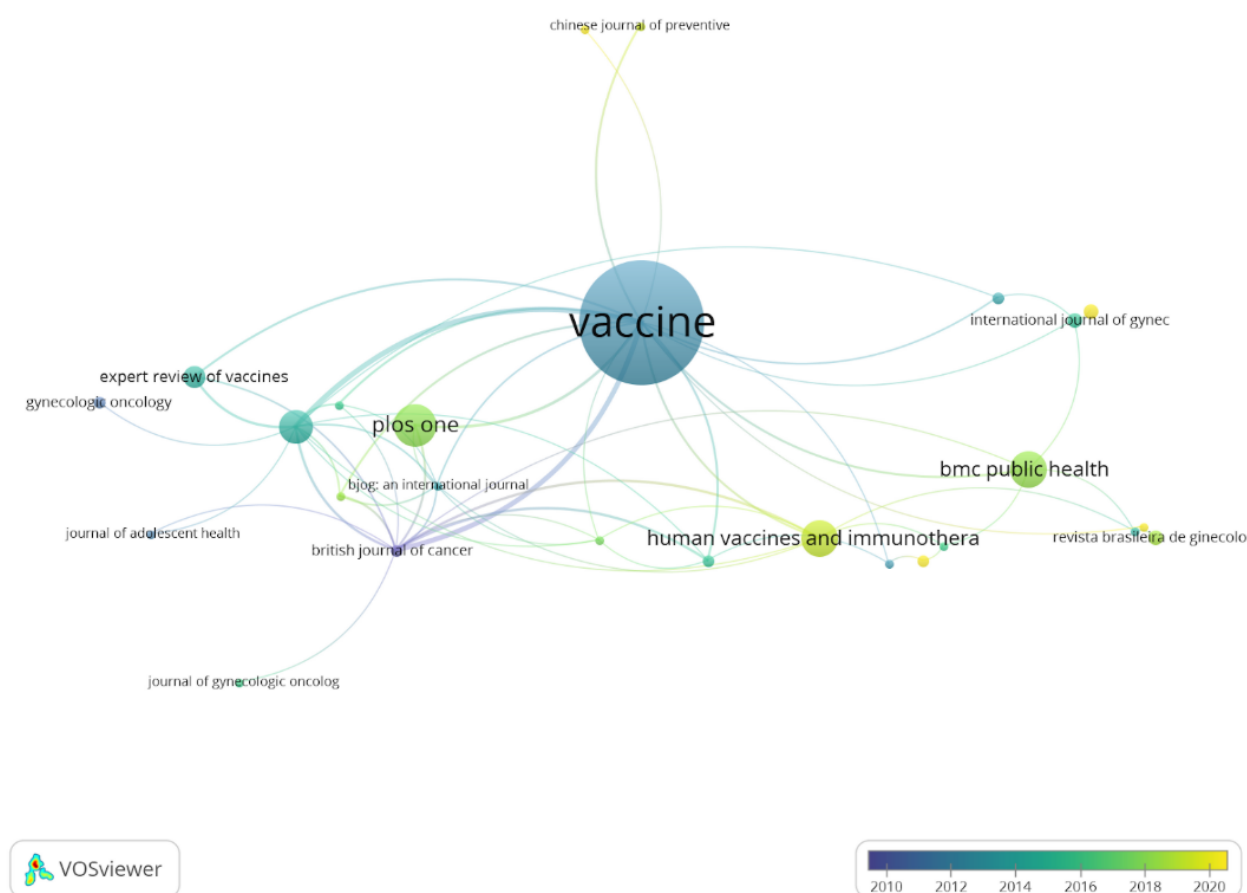 chinese journal of preventive
vaccine
international journal of gynec
expert review of vaccines
gynecologic oncology
plos one
bmc public health
bjog: an international journal
journal of adolescent health
british journal of cancer
human vaccines and immunothera
revista brasileira de ginecolo
journal of gynecologic oncolog
VOSviewer
2010 2012 2014 2016 2018 2020